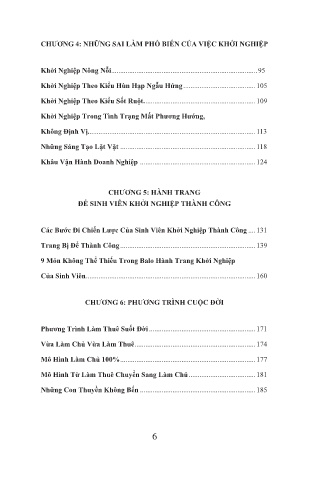 CHƯƠNG 4: NHỮNG SAI LẦM PHỔ BIẾN CỦA VIỆC KHỞI NGHIỆP
Khởi Nghiệp Nông Nổi.....95
Khởi Nghiệp Theo Kiểu Hùn Hạp Ngẫu Hứng.....105
Khởi Nghiệp Theo Kiểu Sốt Ruột.....109
Khởi Nghiệp Trong Tình Trạng Mất Phương Hướng,
Không Định Vị.....113
Những Sáng Tạo Lặt Vặt.....118
Khẩu Vận Hành Doanh Nghiệp.....124
CHƯƠNG 5: HÀNH TRANG
ĐỂ SINH VIÊN KHỞI NGHIỆP THÀNH CÔNG
Các Bước Đi Chiến Lược Của Sinh Viên Khởi Nghiệp Thành Công....131
Trang Bị Để Thành Công.....139
9 Món Không Thể Thiếu Trong Balo Hành Trang Khởi Nghiệp
Của Sinh Viên.....160
CHƯƠNG 6: PHƯƠNG TRÌNH CUỘC ĐỜI
Phương Trình Làm Thuê Suốt Đời.....171
Vừa Làm Chủ Vừa Làm Thuê.....174
Mô Hình Làm Chủ 100%.....177
Mô Hình Từ Làm Thuê Chuyển Sang Làm Chủ.....181
Những Con Thuyền Không Bến.....185
6